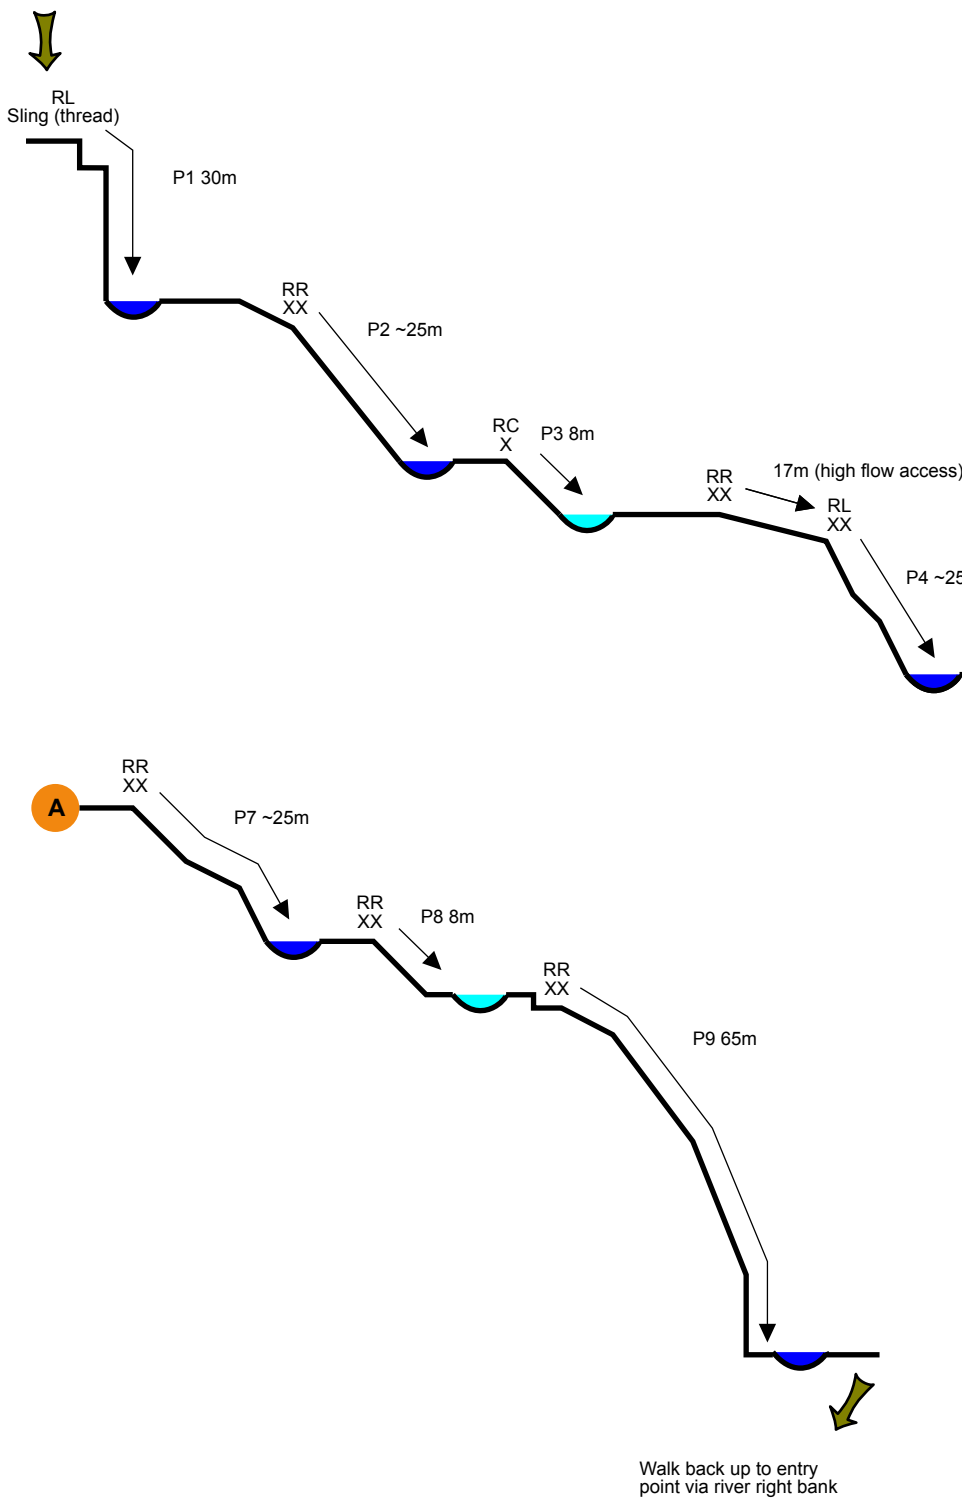 RL
Sling (thread)
P1 30m
RR
XX
P2 ~25m
RC
X
P3 8m
RR
XX
17m (high flow access)
RL
XX
P4 ~25
A
RR
XX
P7 ~25m
RR
XX
P8 8m
RR
XX
P9 65m
Walk back up to entry
point via river right bank